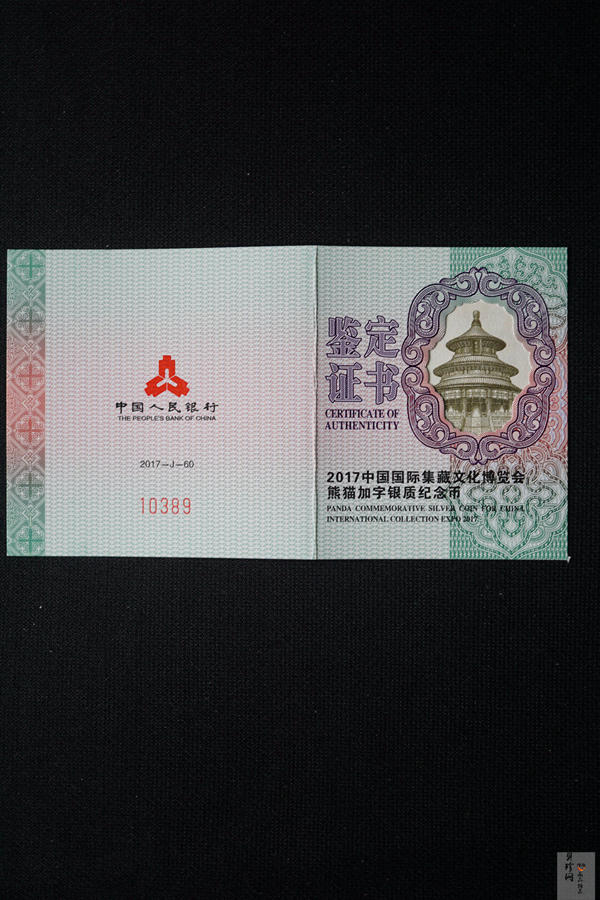 中国人民银行
THE PEOPLE'S BANK OF CHINA
2017-J-60
10389
鉴定
证书
CERTIFICATE OF
AUTHENTICITY
2017中国国际集藏文化博览会
熊猫加字银质纪念币
PANDA COMMEMORATIVE SILVER COIN FOR CHINA
INTERNATIONAL COLLECTION EXPO 2017